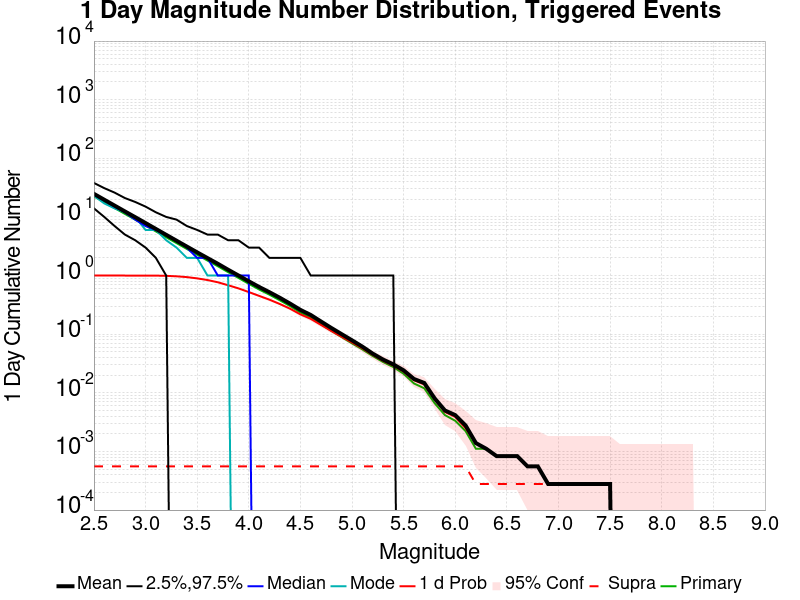 1 Day Magnitude Number Distribution, Triggered Events
10 4
10 3
10 2
10 1
10 0
10 -1
10 -2
10 -3
10 -4
1 Day Cumulative Number
2.5 3.0 3.5 4.0 4.5 5.0 5.5 6.0 6.5 7.0 7.5 8.0 8.5 9.0
Magnitude
Mean 2.5%,97.5% Median Mode 1 d Prob 95% Conf Supra Primary